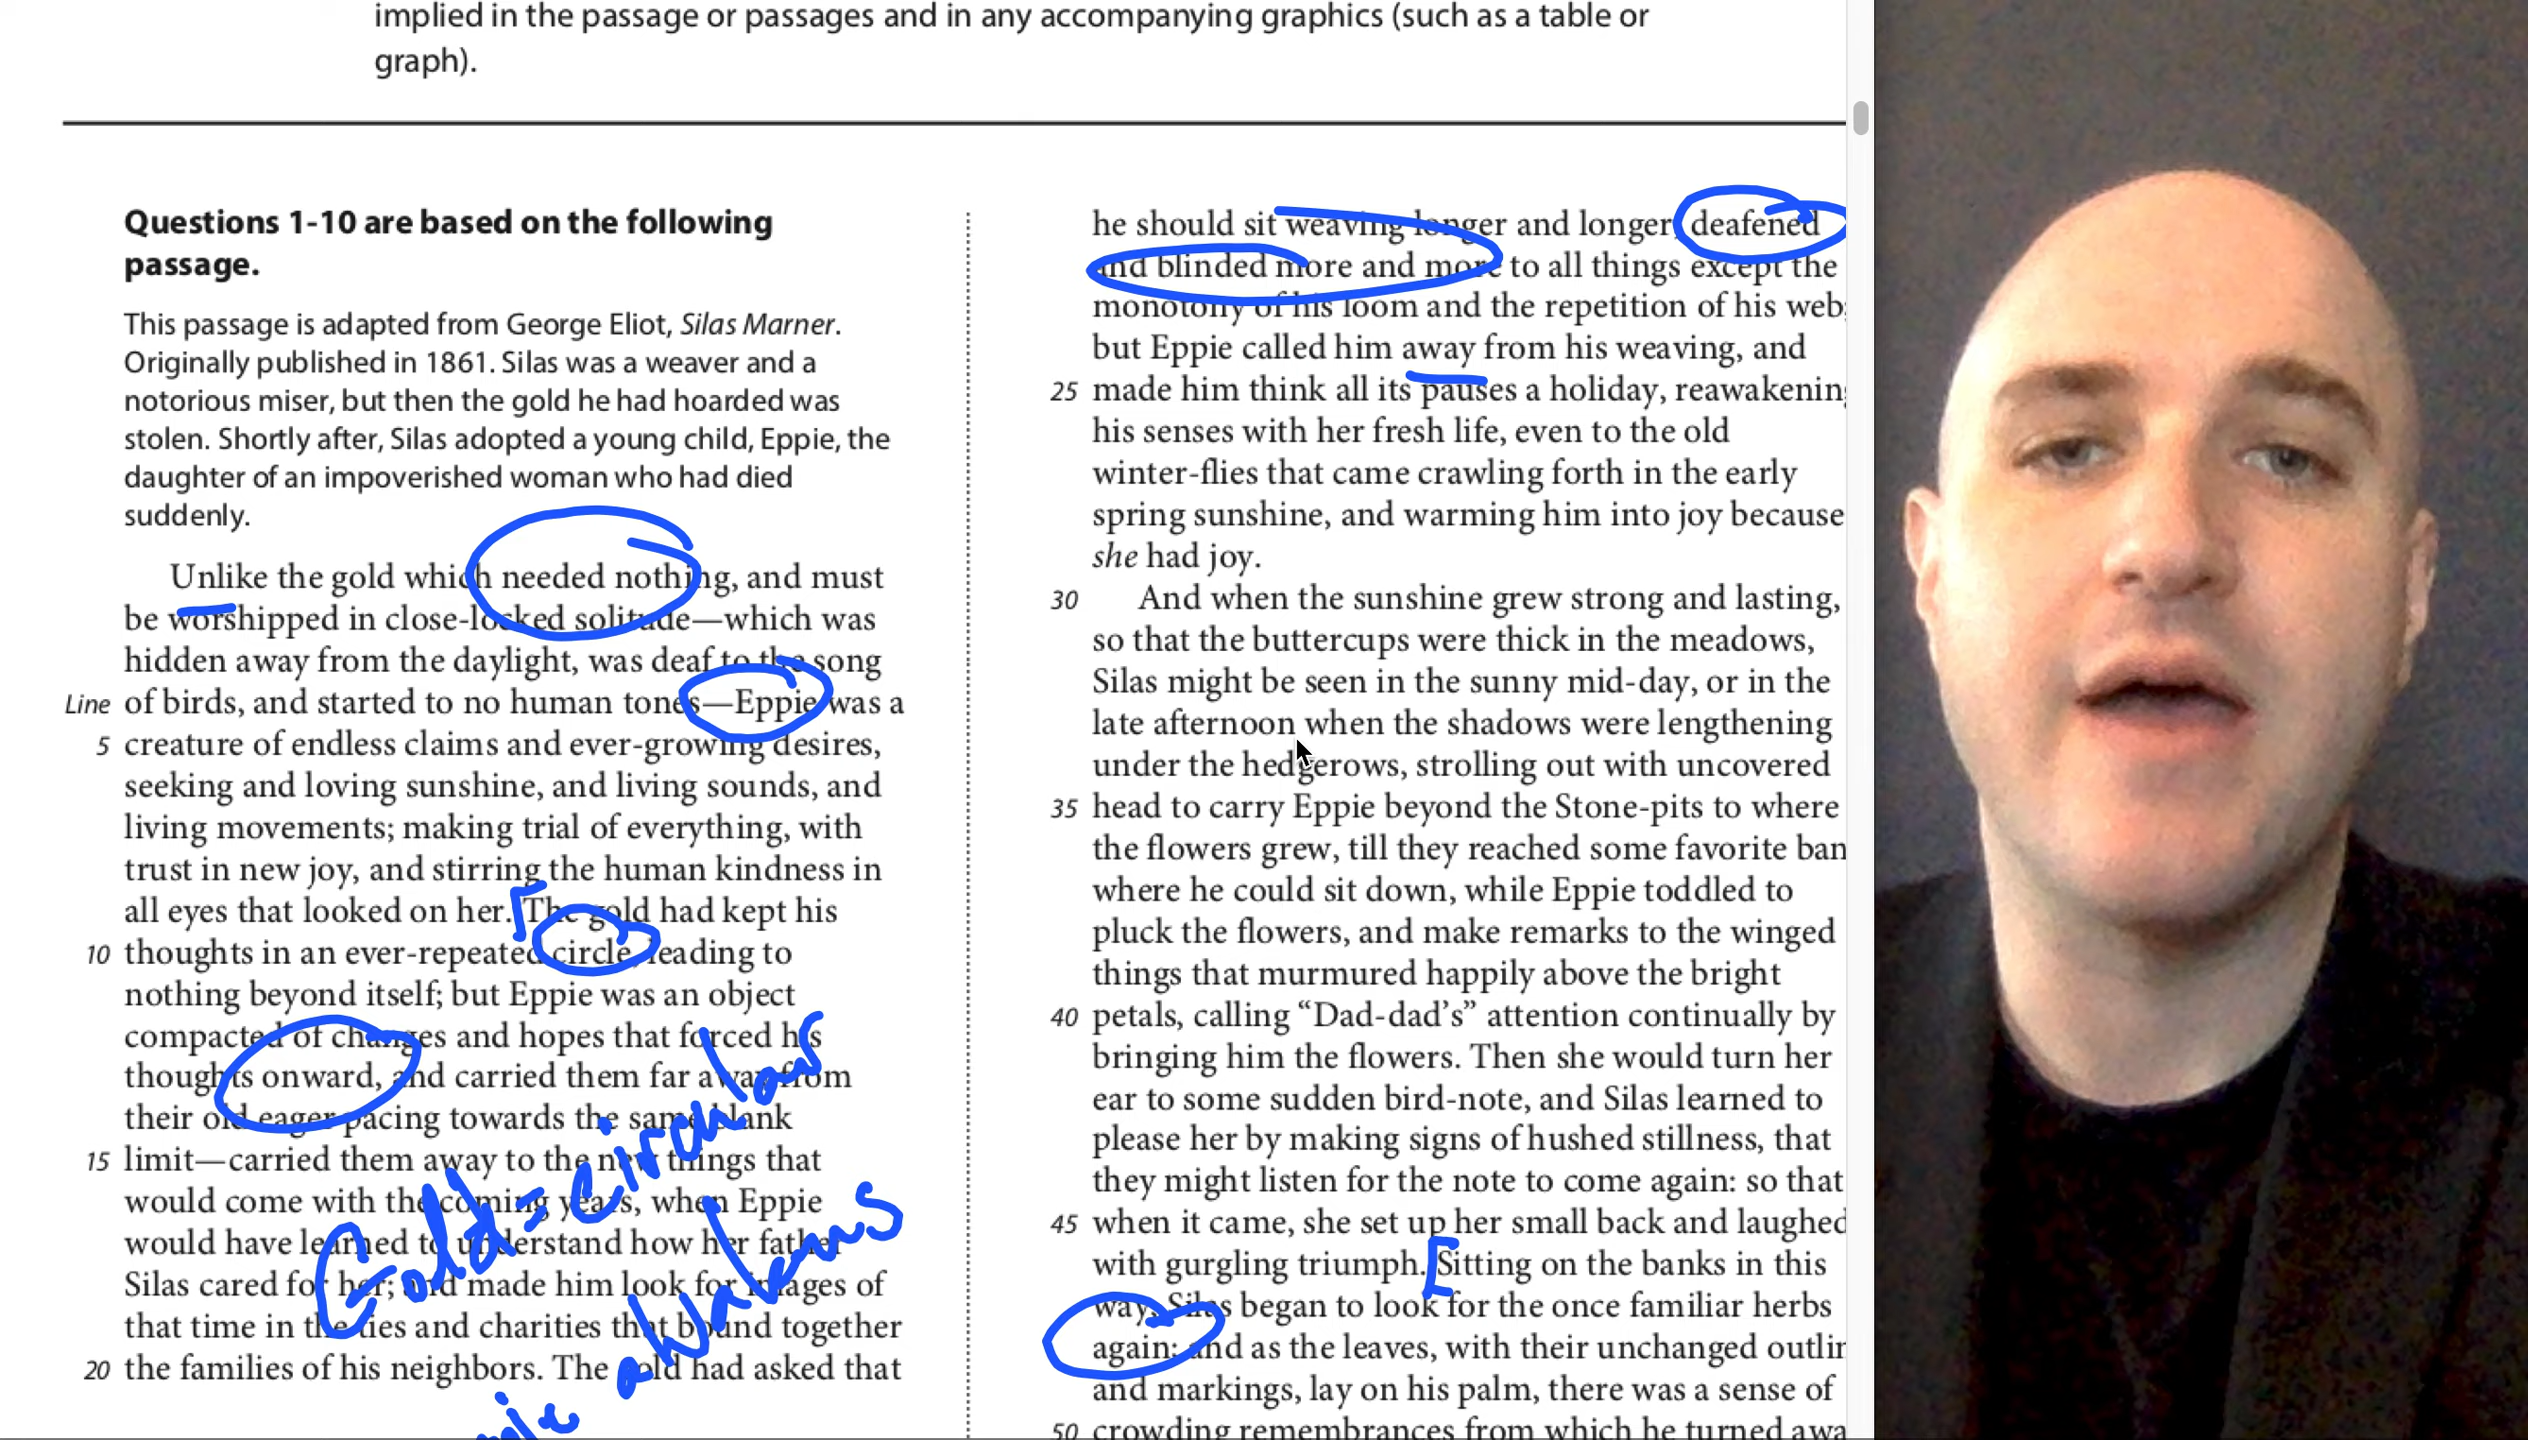 implied in the passage or passages and in any accompanying graphics (such as a table or
graph).
Questions 1-10 are based on the following
passage.
This passage is adapted from George Eliot, Silas Marner.
Originally published in 1861. Silas was a weaver and a
notorious miser, but then the gold he had hoarded was
stolen. Shortly after, Silas adopted a young child, Eppie, the
daughter of an impoverished woman who had died
suddenly.
Unlike the gold which needed nothing, and must
be worshipped in close-locked solitude—which was
hidden away from the daylight, was deaf to the song
Line of birds, and started to no human tones—Eppie was a
5 creature of endless claims and ever-growing desires,
seeking and loving sunshine, and living sounds, and
living movements; making trial of everything, with
trust in new joy, and stirring the human kindness in
all eyes that looked on her. The gold had kept his
10 thoughts in an ever-repeated circle, leading to
nothing beyond itself; but Eppie was an object
compacted of changes and hopes that forced his
thoughts onward, and carried them far away from
their old eager pacing towards the same blank
15 limit—carried them away to the new things that
would come with the coming years, when Eppie
would have learned to understand how her father
Silas cared for her; and made him look for images of
that time in the ties and charities that bound together
20 the families of his neighbors. The gold had asked that
Gold = circular
awakens
he should sit weaving longer and longer, deafened
and blinded more and more to all things except the
monotony of his loom and the repetition of his web;
but Eppie called him away from his weaving, and
25 made him think all its pauses a holiday, reawakenin
his senses with her fresh life, even to the old
winter-flies that came crawling forth in the early
spring sunshine, and warming him into joy because
she had joy.
30 And when the sunshine grew strong and lasting,
so that the buttercups were thick in the meadows,
Silas might be seen in the sunny mid-day, or in the
late afternoon when the shadows were lengthening
under the hedgerows, strolling out with uncovered
35 head to carry Eppie beyond the Stone-pits to where
the flowers grew, till they reached some favorite ban
where he could sit down, while Eppie toddled to
pluck the flowers, and make remarks to the winged
things that murmured happily above the bright
40 petals, calling “Dad-dad’s” attention continually by
bringing him the flowers. Then she would turn her
ear to some sudden bird-note, and Silas learned to
please her by making signs of hushed stillness, that
they might listen for the note to come again: so that
45 when it came, she set up her small back and laughed
with gurgling triumph. Sitting on the banks in this
way, Silas began to look for the once familiar herbs
again; and as the leaves, with their unchanged outlin
and markings, lay on his palm, there was a sense of
50 crowding remembrances from which he turned awa